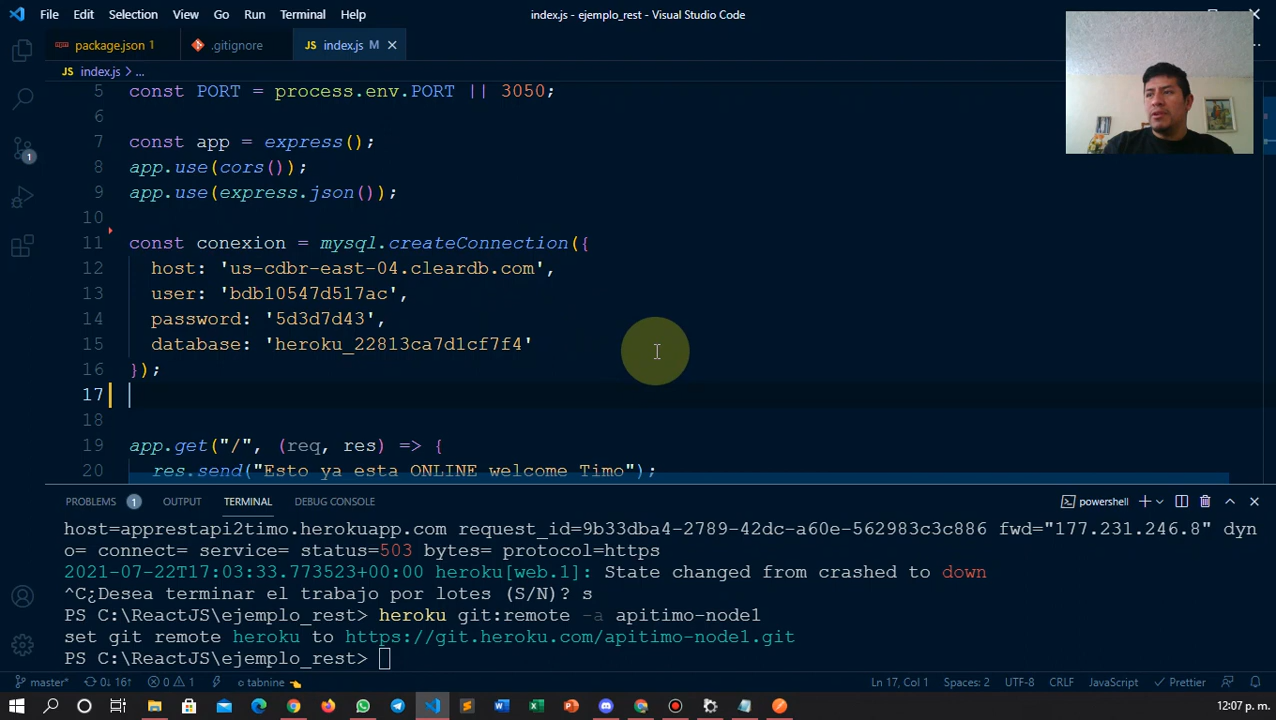 File Edit Selection View Go Run Terminal Help index.js - ejemplo_rest - Visual Studio Code
package.json 1 .gitignore JS index.js M
JS index.js > ...
5 const PORT = process.env.PORT || 3050;
6
7 const app = express();
8 app.use(cors());
9 app.use(express.json());
10
11 const conexion = mysql.createConnection({
12 host: 'us-cdbr-east-04.cleardb.com',
13 user: 'bdb10547d517ac',
14 password: '5d3d7d43',
15 database: 'heroku_22813ca7d1cf7f4'
16 });
17
18
19 app.get("/", (req, res) => {
20 res.send("Esto ya esta ONLINE welcome Timo");
1
PROBLEMS 1 OUTPUT TERMINAL DEBUG CONSOLE powershell
host=apprestapi2timo.herokuapp.com request_id=9b33dba4-2789-42dc-a60e-562983c3c886 fwd="177.231.246.8" dyn
o= connect= service= status=503 bytes= protocol=https
2021-07-22T17:03:33.773523+00:00 heroku[web.1]: State changed from crashed to down
^C¿Desea terminar el trabajo por lotes (S/N)? s
PS C:\ReactJS\ejemplo_rest> heroku git:remote -a apitimo-node1
set git remote heroku to https://git.heroku.com/apitimo-node1.git
PS C:\ReactJS\ejemplo_rest>
master* 0↓ 16↑ 0 1 tabnine Ln 17, Col 1 Spaces: 2 UTF-8 CRLF JavaScript Prettier
12:07 p. m.